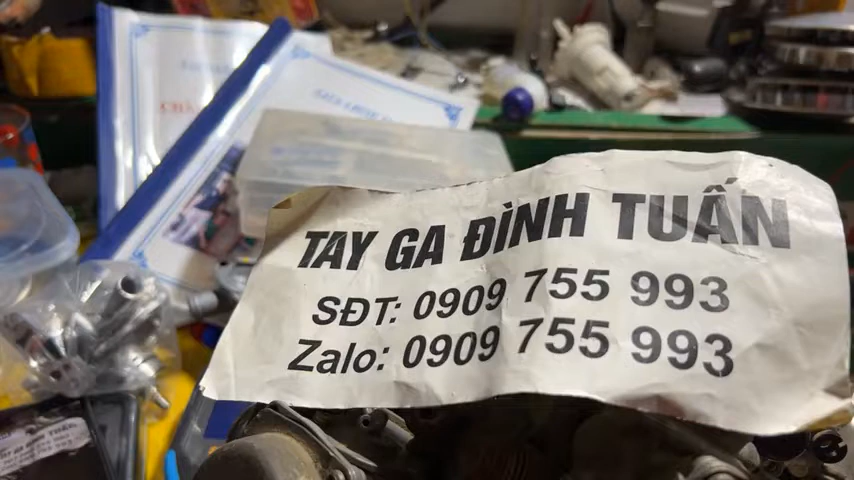 TAY GA ĐÌNH TUẤN
SĐT: 0909 755 993
Zalo: 0909 755 993